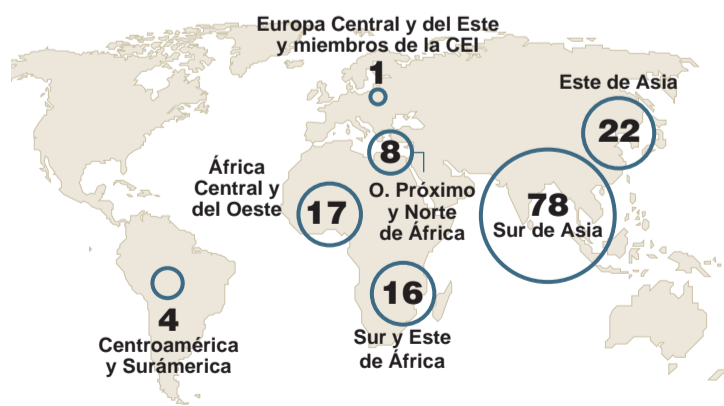 Europa Central y del Este
y miembros de la CEI
1
Este de Asia
22
8
O. Próximo
y Norte
de África
África
Central y
del Oeste
17
78
Sur de Asia
16
Sur y Este
de África
4
Centroamérica
y Surámerica